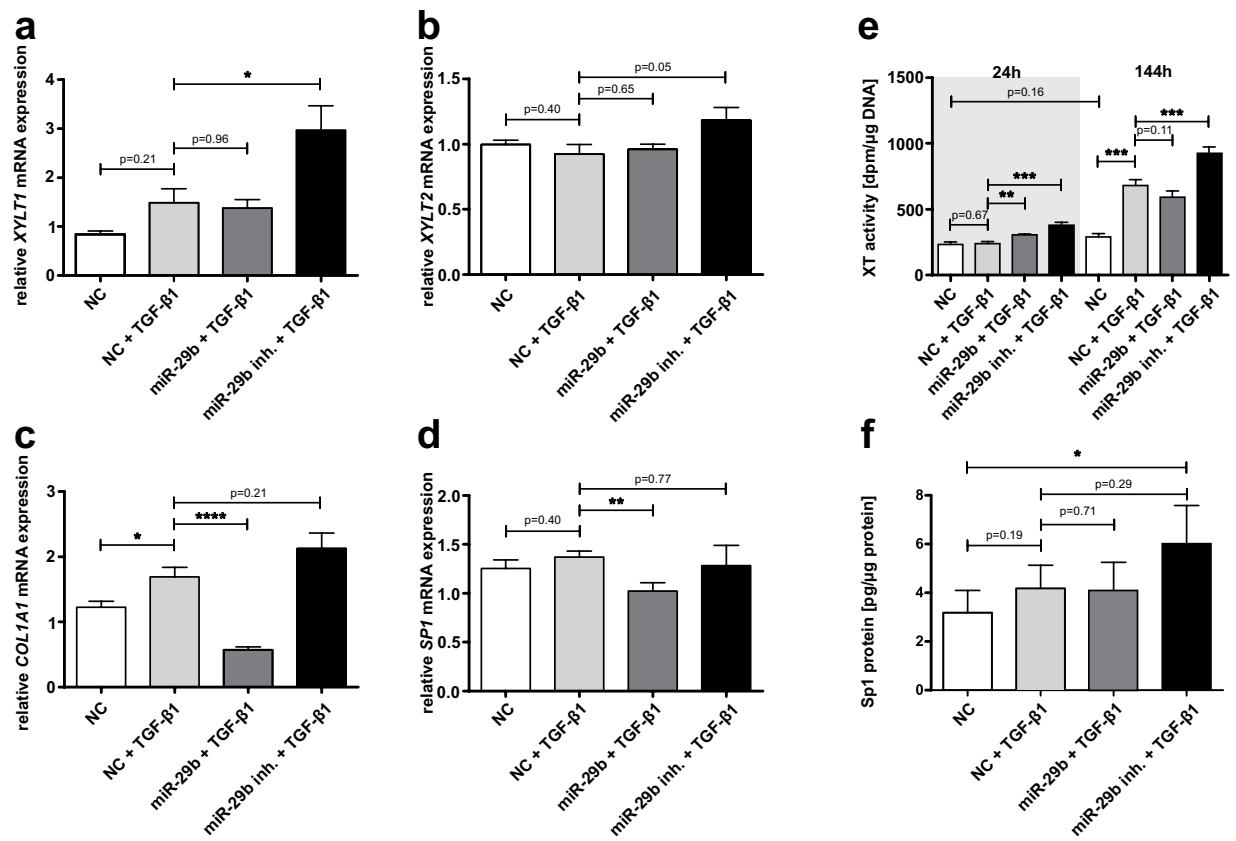 a
relative XYLT1 mRNA expression
4
3
2
1
0
p=0.21
p=0.96
*
NC
NC + TGF-β1
miR-29b + TGF-β1
miR-29b inh. + TGF-β1
b
relative XYLT2 mRNA expression
1.5
1.0
0.5
0.0
p=0.40
p=0.65
p=0.05
NC
NC + TGF-β1
miR-29b + TGF-β1
miR-29b inh. + TGF-β1
e
XT activity [dpm/µg DNA]
1500
1000
500
0
24h
144h
p=0.16
p=0.67
**
***
***
p=0.11
***
NC
NC + TGF-β1
miR-29b + TGF-β1
miR-29b inh. + TGF-β1
NC
NC + TGF-β1
miR-29b + TGF-β1
miR-29b inh. + TGF-β1
c
relative COL1A1 mRNA expression
3
2
1
0
*
****
p=0.21
NC
NC + TGF-β1
miR-29b + TGF-β1
miR-29b inh. + TGF-β1
d
relative SP1 mRNA expression
2.0
1.5
1.0
0.5
0.0
p=0.40
**
p=0.77
NC
NC + TGF-β1
miR-29b + TGF-β1
miR-29b inh. + TGF-β1
f
Sp1 protein [pg/µg protein]
8
6
4
2
0
p=0.19
p=0.71
p=0.29
*
NC
NC + TGF-β1
miR-29b + TGF-β1
miR-29b inh. + TGF-β1